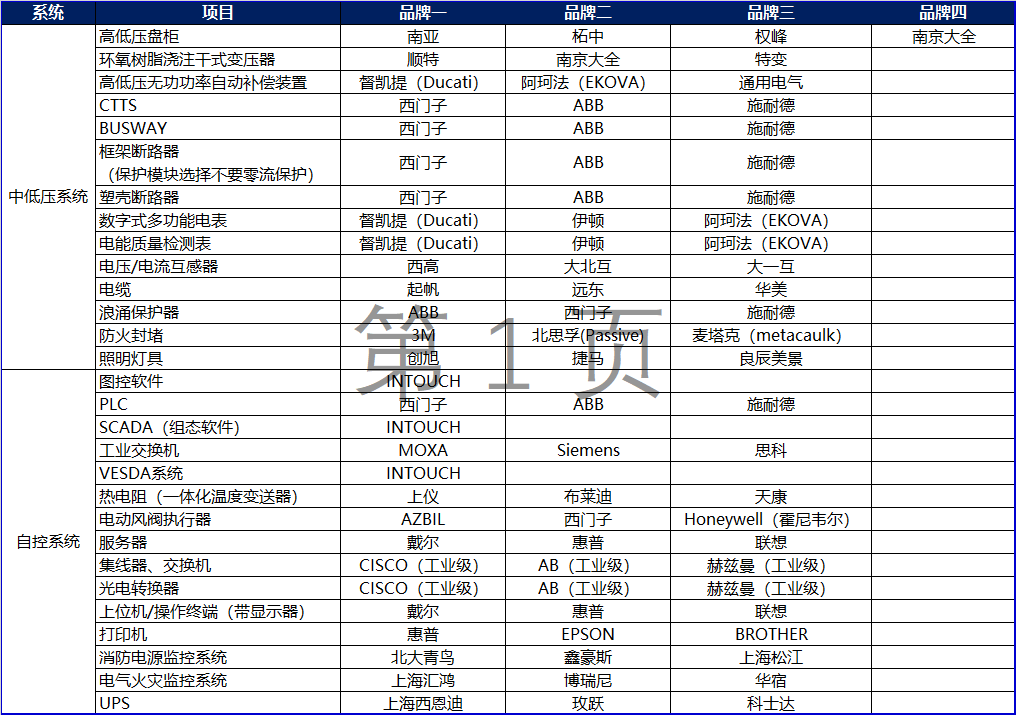 系统 项目 品牌一 品牌二 品牌三 品牌四
高低压盘柜 南亚 柘中 权峰 南京大全
环氧树脂浇注干式变压器 顺特 南京大全 特变
高低压无功功率自动补偿装置 督凯提（Ducati） 阿珂法（EKOVA） 通用电气
CTTS 西门子 ABB 施耐德
BUSWAY 西门子 ABB 施耐德
框架断路器
（保护模块选择不要零流保护） 西门子 ABB 施耐德
中低压系统
塑壳断路器 西门子 ABB 施耐德
数字式多功能电表 督凯提（Ducati） 伊顿 阿珂法（EKOVA）
电能质量检测表 督凯提（Ducati） 伊顿 阿珂法（EKOVA）
电压/电流互感器 西高 大北互 大一互
电缆 起帆 远东 华美
浪涌保护器 ABB 西门子 施耐德
防火封堵 3M 北思孚(Passive) 麦塔克（metacaulk）
照明灯具 创旭 捷马 良辰美景
第 1 页
图控软件 INTOUCH
PLC 西门子 ABB 施耐德
SCADA（组态软件） INTOUCH
工业交换机 MOXA Siemens 思科
VESDA系统 INTOUCH
热电阻（一体化温度变送器） 上仪 布莱迪 天康
电动风阀执行器 AZBIL 西门子 Honeywell（霍尼韦尔）
自控系统 服务器 戴尔 惠普 联想
集线器、交换机 CISCO（工业级） AB（工业级） 赫兹曼（工业级）
光电转换器 CISCO（工业级） AB（工业级） 赫兹曼（工业级）
上位机/操作终端（带显示器） 戴尔 惠普 联想
打印机 惠普 EPSON BROTHER
消防电源监控系统 北大青鸟 鑫豪斯 上海松江
电气火灾监控系统 上海汇鸿 博瑞尼 华宿
UPS 上海西恩迪 玫跃 科士达